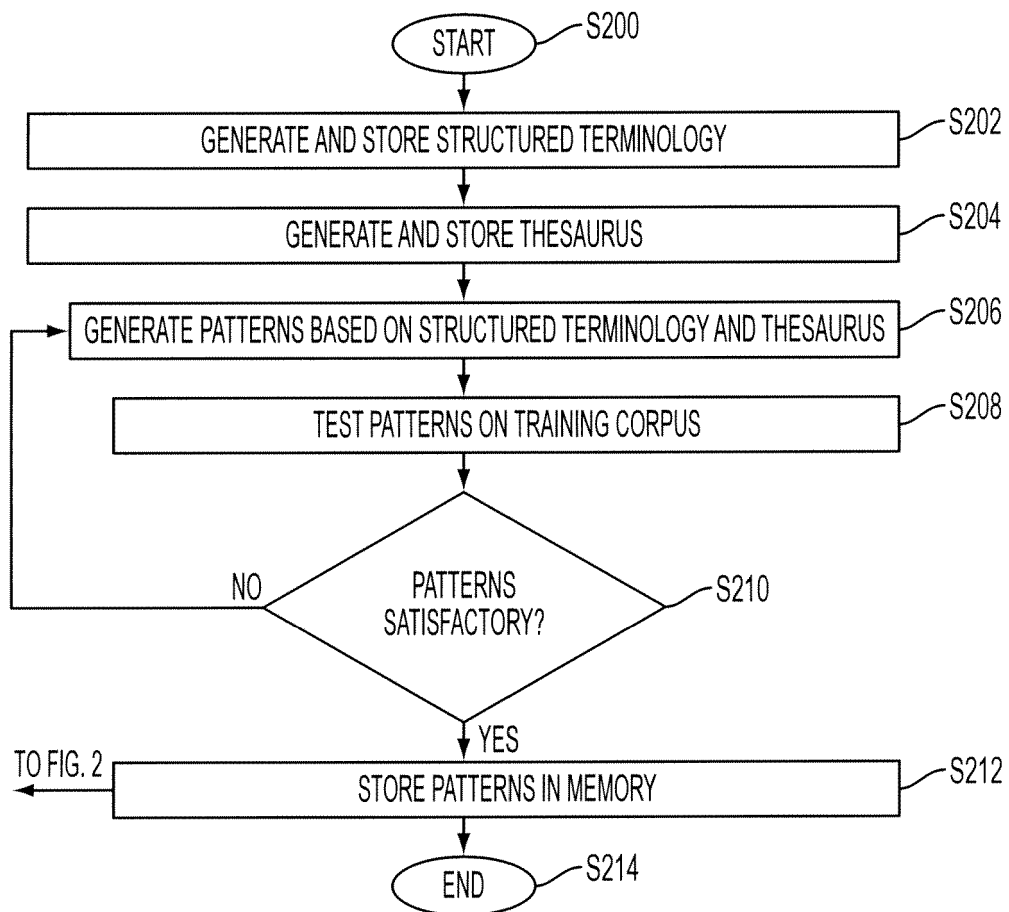 START
S200
GENERATE AND STORE STRUCTURED TERMINOLOGY
S202
GENERATE AND STORE THESAURUS
S204
GENERATE PATTERNS BASED ON STRUCTURED TERMINOLOGY AND THESAURUS
S206
TEST PATTERNS ON TRAINING CORPUS
S208
NO
PATTERNS
SATISFACTORY?
S210
YES
TO FIG. 2
STORE PATTERNS IN MEMORY
S212
END
S214